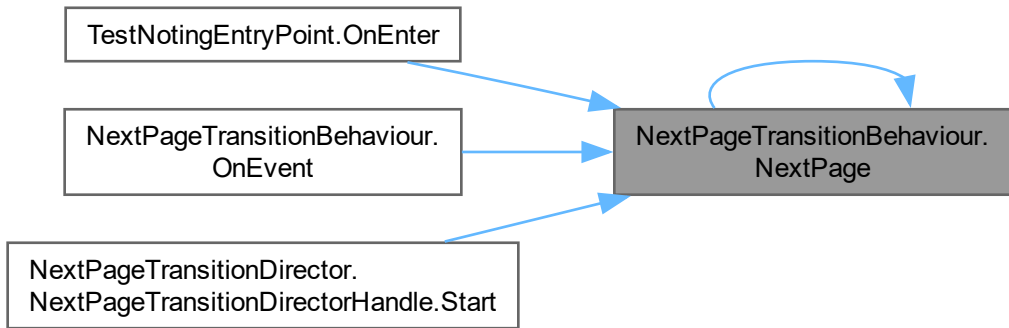 TestNotingEntryPoint.OnEnter
NextPageTransitionBehaviour.
OnEvent
NextPageTransitionDirector.
NextPageTransitionDirectorHandle.Start
NextPageTransitionBehaviour.
NextPage